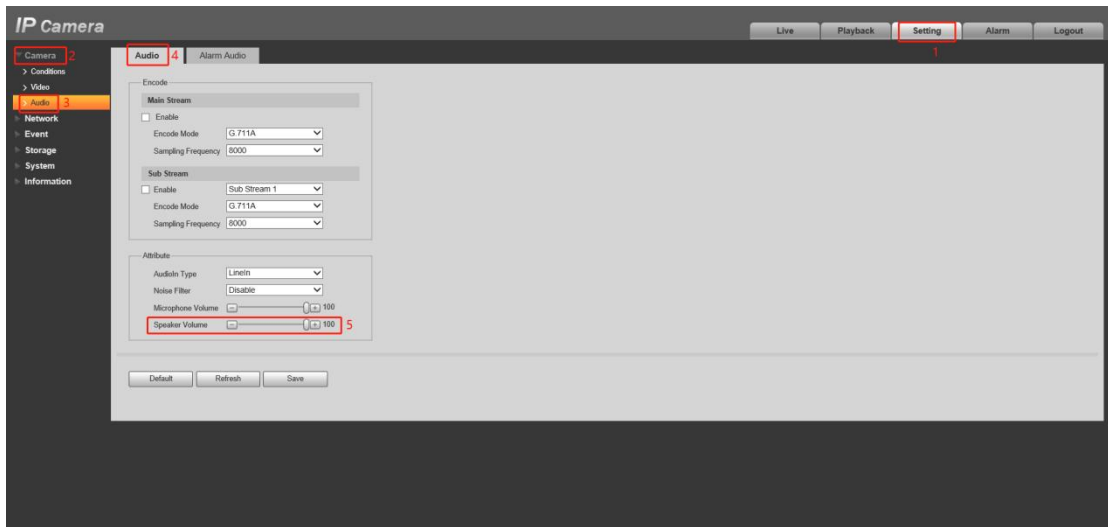 IP Camera
Live Playback Setting Alarm Logout
1
Camera 2
Conditions
Video
Audio 3
Network
Event
Storage
System
Information
Audio 4 Alarm Audio
Encode
Main Stream
Enable
Encode Mode G.711A
Sampling Frequency 8000
Sub Stream
Enable Sub Stream 1
Encode Mode G.711A
Sampling Frequency 8000
Attribute
AudioIn Type LineIn
Noise Filter Disable
Microphone Volume - + 100
Speaker Volume - + 100 5
Default Refresh Save